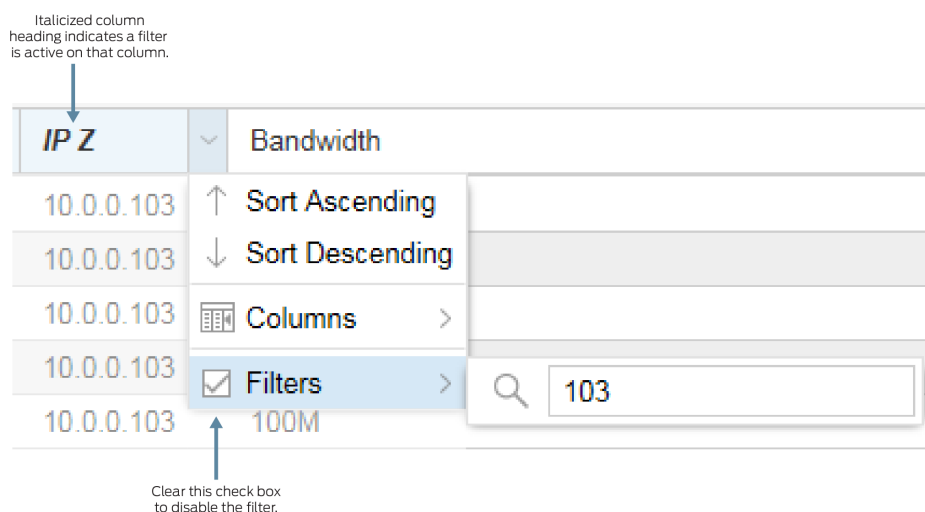 Italicized column
heading indicates a filter
is active on that column.
IP Z
Bandwidth
10.0.0.103
Sort Ascending
10.0.0.103
Sort Descending
10.0.0.103
Columns
10.0.0.103
Filters
103
10.0.0.103
100M
Clear this check box
to disable the filter.